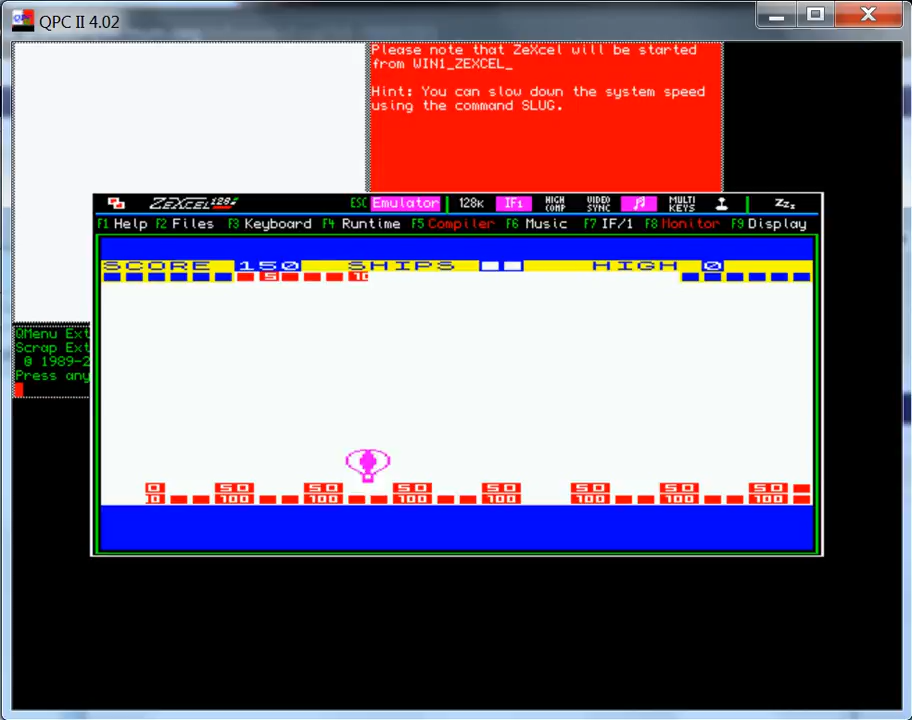 QPC II 4.02
Please note that ZeXcel will be started
from WIN1_ZEXCEL_
Hint: You can slow down the system speed
using the command SLUG.
ZEXCEL 128 ESC Emulator 128K IF1 HIGH COMP VIDEO SYNC MULTI KEYS Zzz
F1 Help F2 Files F3 Keyboard F4 Runtime F5 Compiler F6 Music F7 IF/1 F8 Monitor F9 Display
SCORE 150 SHIPS HIGH 0
5 10
QMenu Ext
Scrap Ext
© 1989-2
Press any
0 50 50 50 50 50 50 50
10 100 100 100 100 100 100 100